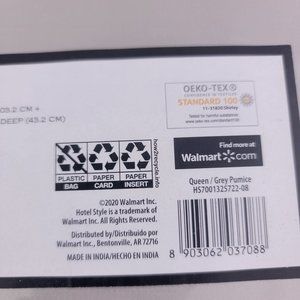 03.2 CM +
DEEP (43.2 CM)
OEKO-TEX®
CONFIDENCE IN TEXTILES
STANDARD 100
11-31830 Shirley
Tested for harmful substances
www.oeko-tex.com/standard100
how2recycle.info
PLASTIC
BAG
PAPER
CARD
PAPER
INSERT
Find more at
Walmart.com
©2020 Walmart Inc.
Hotel Style is a trademark of
Walmart Inc. All Rights Reserved.
Distributed by/Distribuido por
Walmart Inc., Bentonville, AR 72716
MADE IN INDIA/HECHO EN INDIA
Queen / Grey Pumice
HS7001325722-08
8 903062 037088